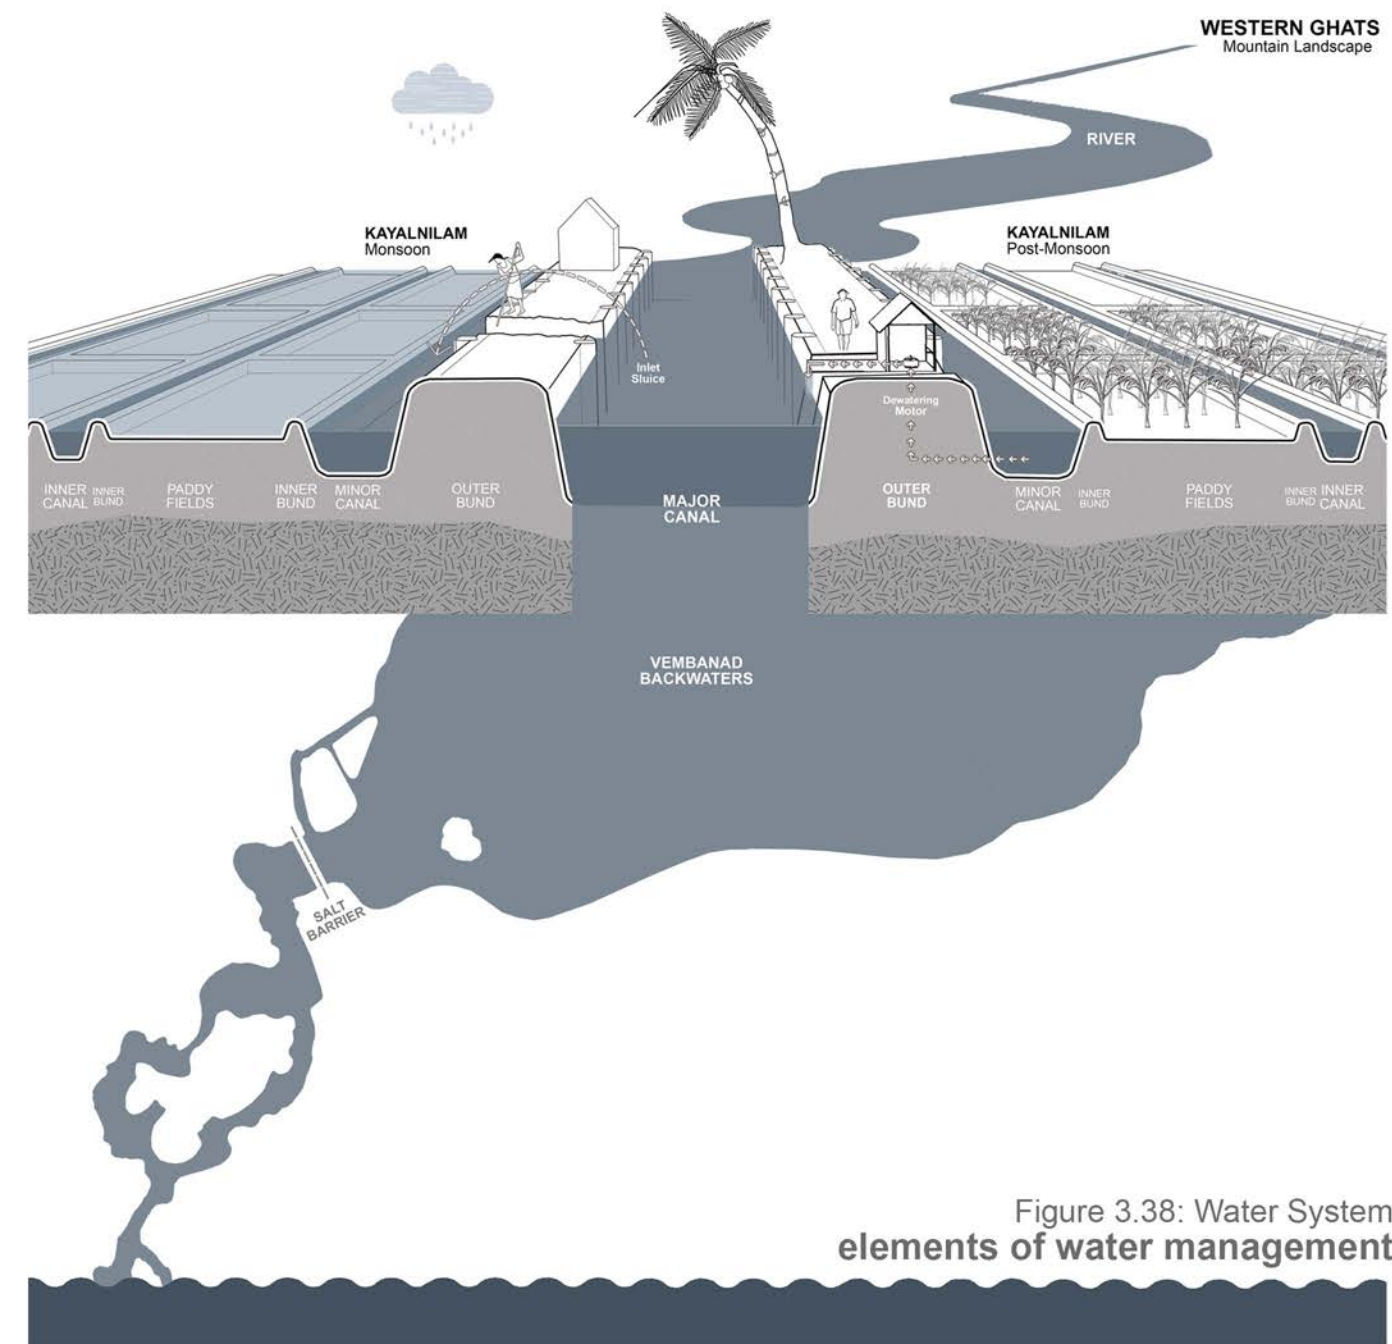 WESTERN GHATS
Mountain Landscape
RIVER
KAYALNILAM
Monsoon
KAYALNILAM
Post-Monsoon
Inlet
Sluice
Dewatering
Motor
INNER
CANAL
INNER
BUND
PADDY
FIELDS
INNER
BUND
MINOR
CANAL
OUTER
BUND
MAJOR
CANAL
OUTER
BUND
MINOR
CANAL
INNER
BUND
PADDY
FIELDS
INNER
BUND
INNER
CANAL
VEMBANAD
BACKWATERS
SALT
BARRIER
Figure 3.38: Water System
elements of water management